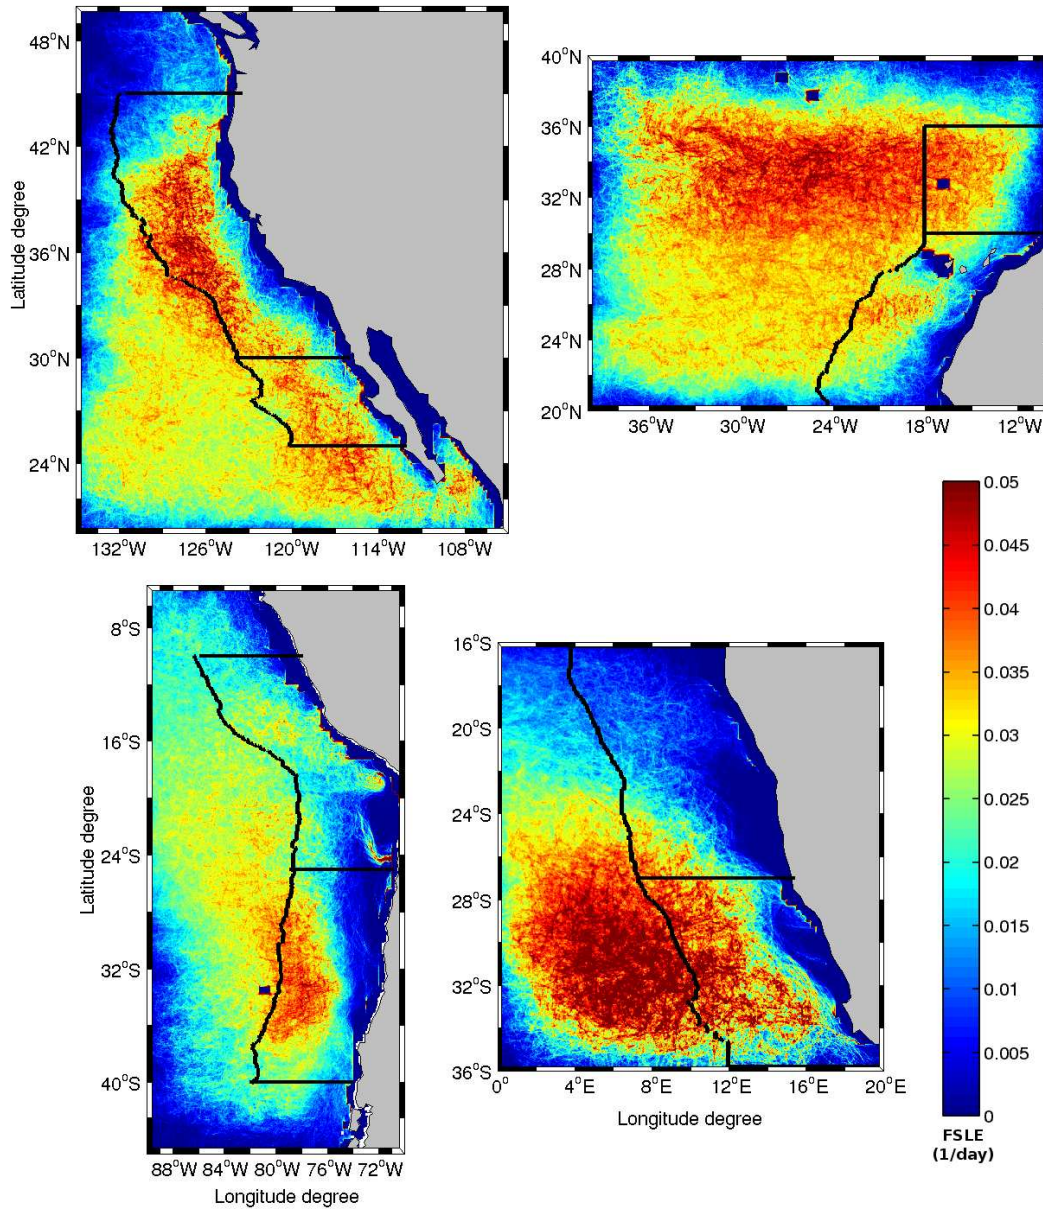 48°N
42°N
36°N
30°N
24°N
Latitude degree
132°W 126°W 120°W 114°W 108°W
40°N
36°N
32°N
28°N
24°N
20°N
36°W 30°W 24°W 18°W 12°W
8°S
16°S
24°S
32°S
40°S
Latitude degree
88°W 84°W 80°W 76°W 72°W
Longitude degree
16°S
20°S
24°S
28°S
32°S
36°S
0° 4°E 8°E 12°E 16°E 20°E
Longitude degree
0.05
0.045
0.04
0.035
0.03
0.025
0.02
0.015
0.01
0.005
0
FSLE
(1/day)